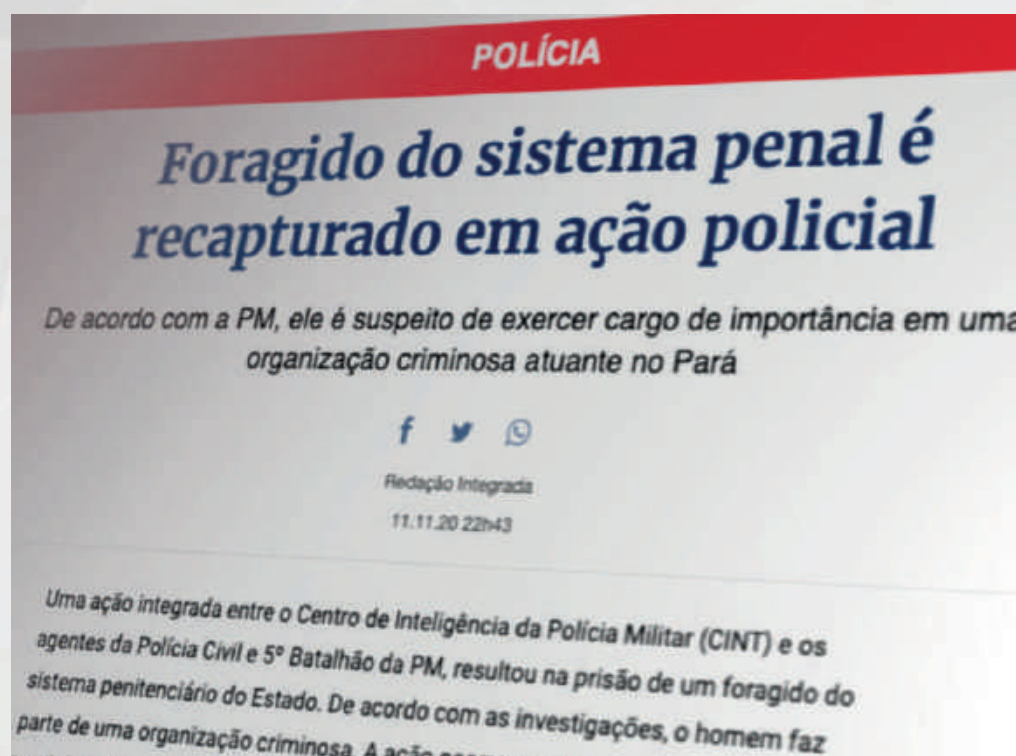 POLÍCIA
Foragido do sistema penal é
recapturado em ação policial
De acordo com a PM, ele é suspeito de exercer cargo de importância em uma
organização criminosa atuante no Pará
Redação Integrada
11.11.20 22h43
Uma ação integrada entre o Centro de Inteligência da Polícia Militar (CINT) e os
agentes da Polícia Civil e 5º Batalhão da PM, resultou na prisão de um foragido do
sistema penitenciário do Estado. De acordo com as investigações, o homem faz
parte de uma organização criminosa. A ação